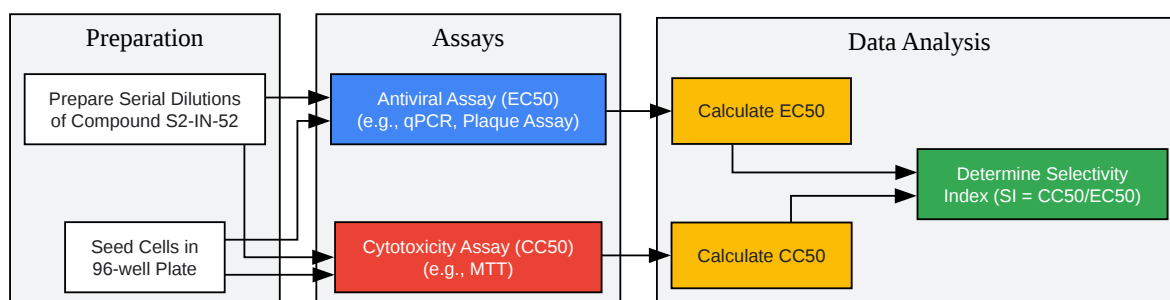 Preparation
Prepare Serial Dilutions
of Compound S2-IN-52
Seed Cells in
96-well Plate
Assays
Antiviral Assay (EC50)
(e.g., qPCR, Plaque Assay)
Cytotoxicity Assay (CC50)
(e.g., MTT)
Data Analysis
Calculate EC50
Calculate CC50
Determine Selectivity
Index (SI = CC50/EC50)